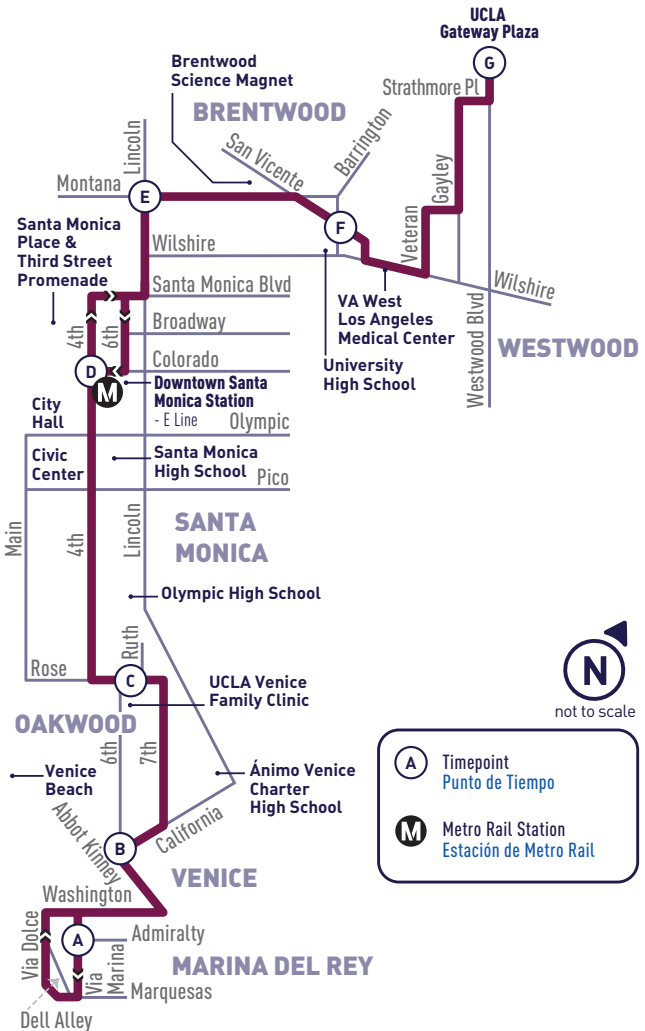 UCLA
Gateway Plaza
G
Strathmore Pl
Brentwood
Science Magnet
BRENTWOOD
San Vicente
Barrington
Lincoln
Montana
E
F
Gayley
Veteran
Santa Monica
Place &
Third Street
Promenade
Wilshire
Wilshire
Santa Monica Blvd
VA West
Los Angeles
Medical Center
Westwood Blvd
WESTWOOD
4th
6th
Broadway
Colorado
University
High School
D
M
Downtown Santa
Monica Station
- E Line
City
Hall
Olympic
Civic
Center
Santa Monica
High School
Pico
Main
4th
Lincoln
SANTA
MONICA
Olympic High School
Ruth
Rose
C
UCLA Venice
Family Clinic
N
not to scale
OAKWOOD
6th
7th
Venice
Beach
Ánimo Venice
Charter
High School
A
Timepoint
Punto de Tiempo
M
Metro Rail Station
Estación de Metro Rail
Abbot Kinney
California
B
VENICE
Washington
Via Dolce
A
Admiralty
Via
Marina
MARINA DEL REY
Marquesas
Dell Alley